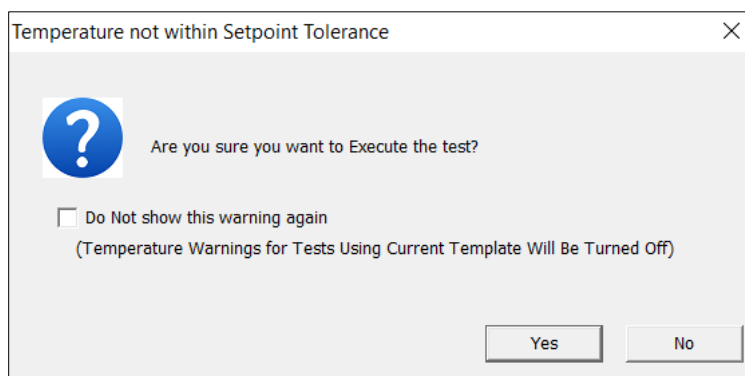 Temperature not within Setpoint Tolerance
Are you sure you want to Execute the test?
Do Not show this warning again
(Temperature Warnings for Tests Using Current Template Will Be Turned Off)
Yes
No